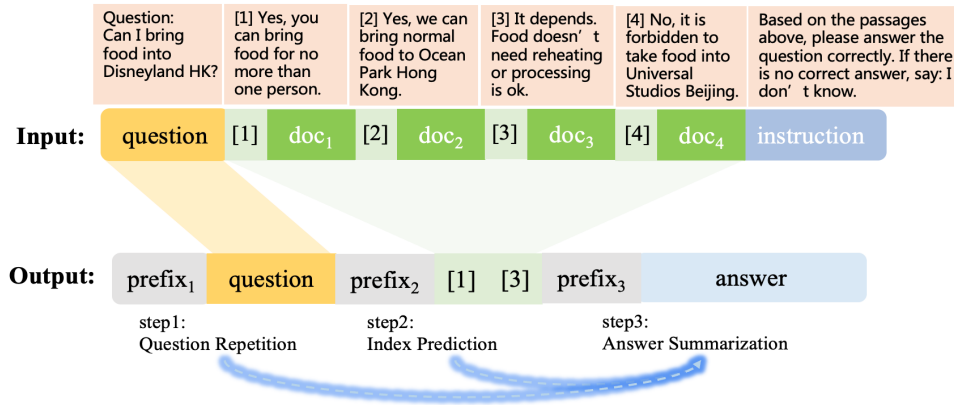 Question:
Can I bring
food into
Disneyland HK?
[1] Yes, you
can bring
food for no
more than
one person.
[2] Yes, we can
bring normal
food to Ocean
Park Hong
Kong.
[3] It depends.
Food doesn't
need reheating
or processing
is ok.
[4] No, it is
forbidden to
take food into
Universal
Studios Beijing.
Based on the passages
above, please answer the
question correctly. If there
is no correct answer, say: I
don't know.
Input: question [1] doc1 [2] doc2 [3] doc3 [4] doc4 instruction
Output: prefix1 question prefix2 [1] [3] prefix3 answer
step1:
Question Repetition
step2:
Index Prediction
step3:
Answer Summarization